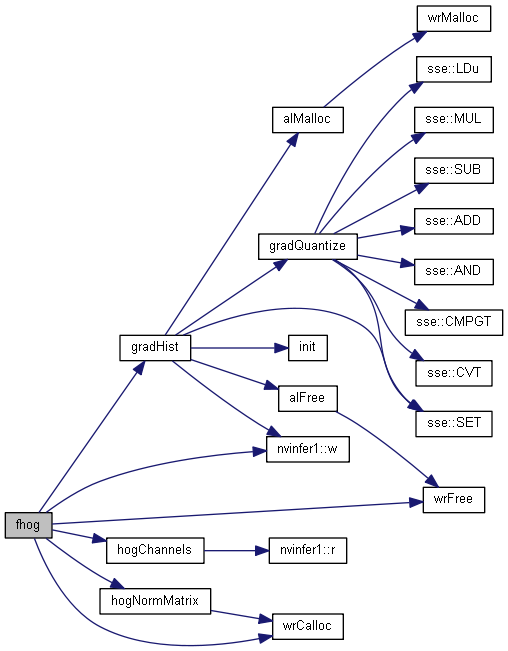 wrMalloc
sse::LDu
alMalloc
sse::MUL
sse::SUB
sse::ADD
gradQuantize
sse::AND
sse::CMPGT
gradHist
init
sse::CVT
alFree
sse::SET
nvinfer1::w
wrFree
fhog
hogChannels
nvinfer1::r
hogNormMatrix
wrCalloc